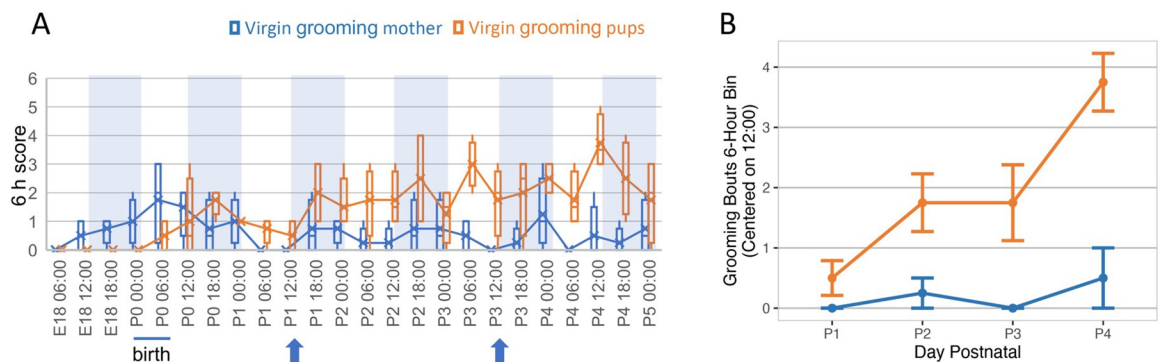 A
Virgin grooming mother Virgin grooming pups
6 h score
6
5
4
3
2
1
0
E18 06:00
E18 12:00
E18 18:00
P0 00:00
P0 06:00
P0 12:00
P0 18:00
P1 00:00
P1 06:00
P1 12:00
P1 18:00
P2 00:00
P2 06:00
P2 12:00
P2 18:00
P3 00:00
P3 06:00
P3 12:00
P3 18:00
P4 00:00
P4 06:00
P4 12:00
P4 18:00
P5 00:00
birth
B
Grooming Bouts 6-Hour Bin
(Centered on 12:00)
4
3
2
1
0
P1
P2
P3
P4
Day Postnatal